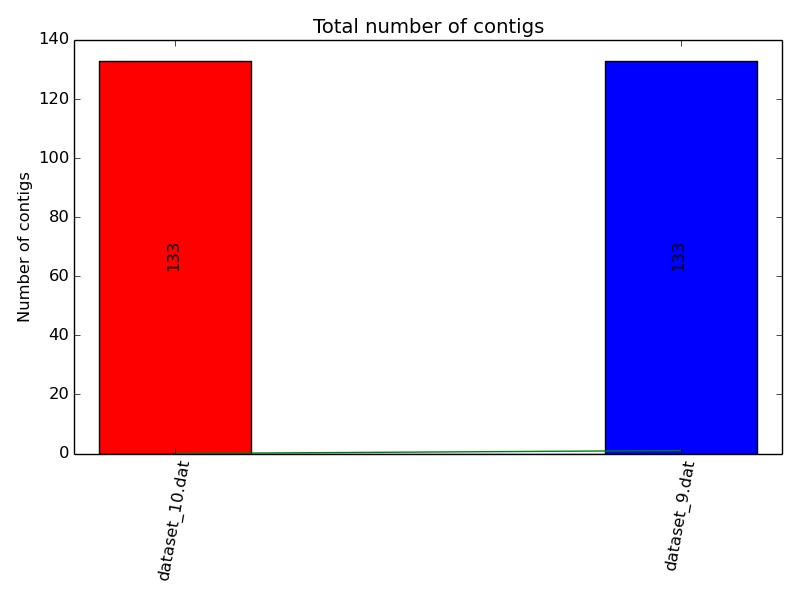 Total number of contigs
Number of contigs
140
120
100
80
60
40
20
0
133
133
dataset_10.dat
dataset_9.dat